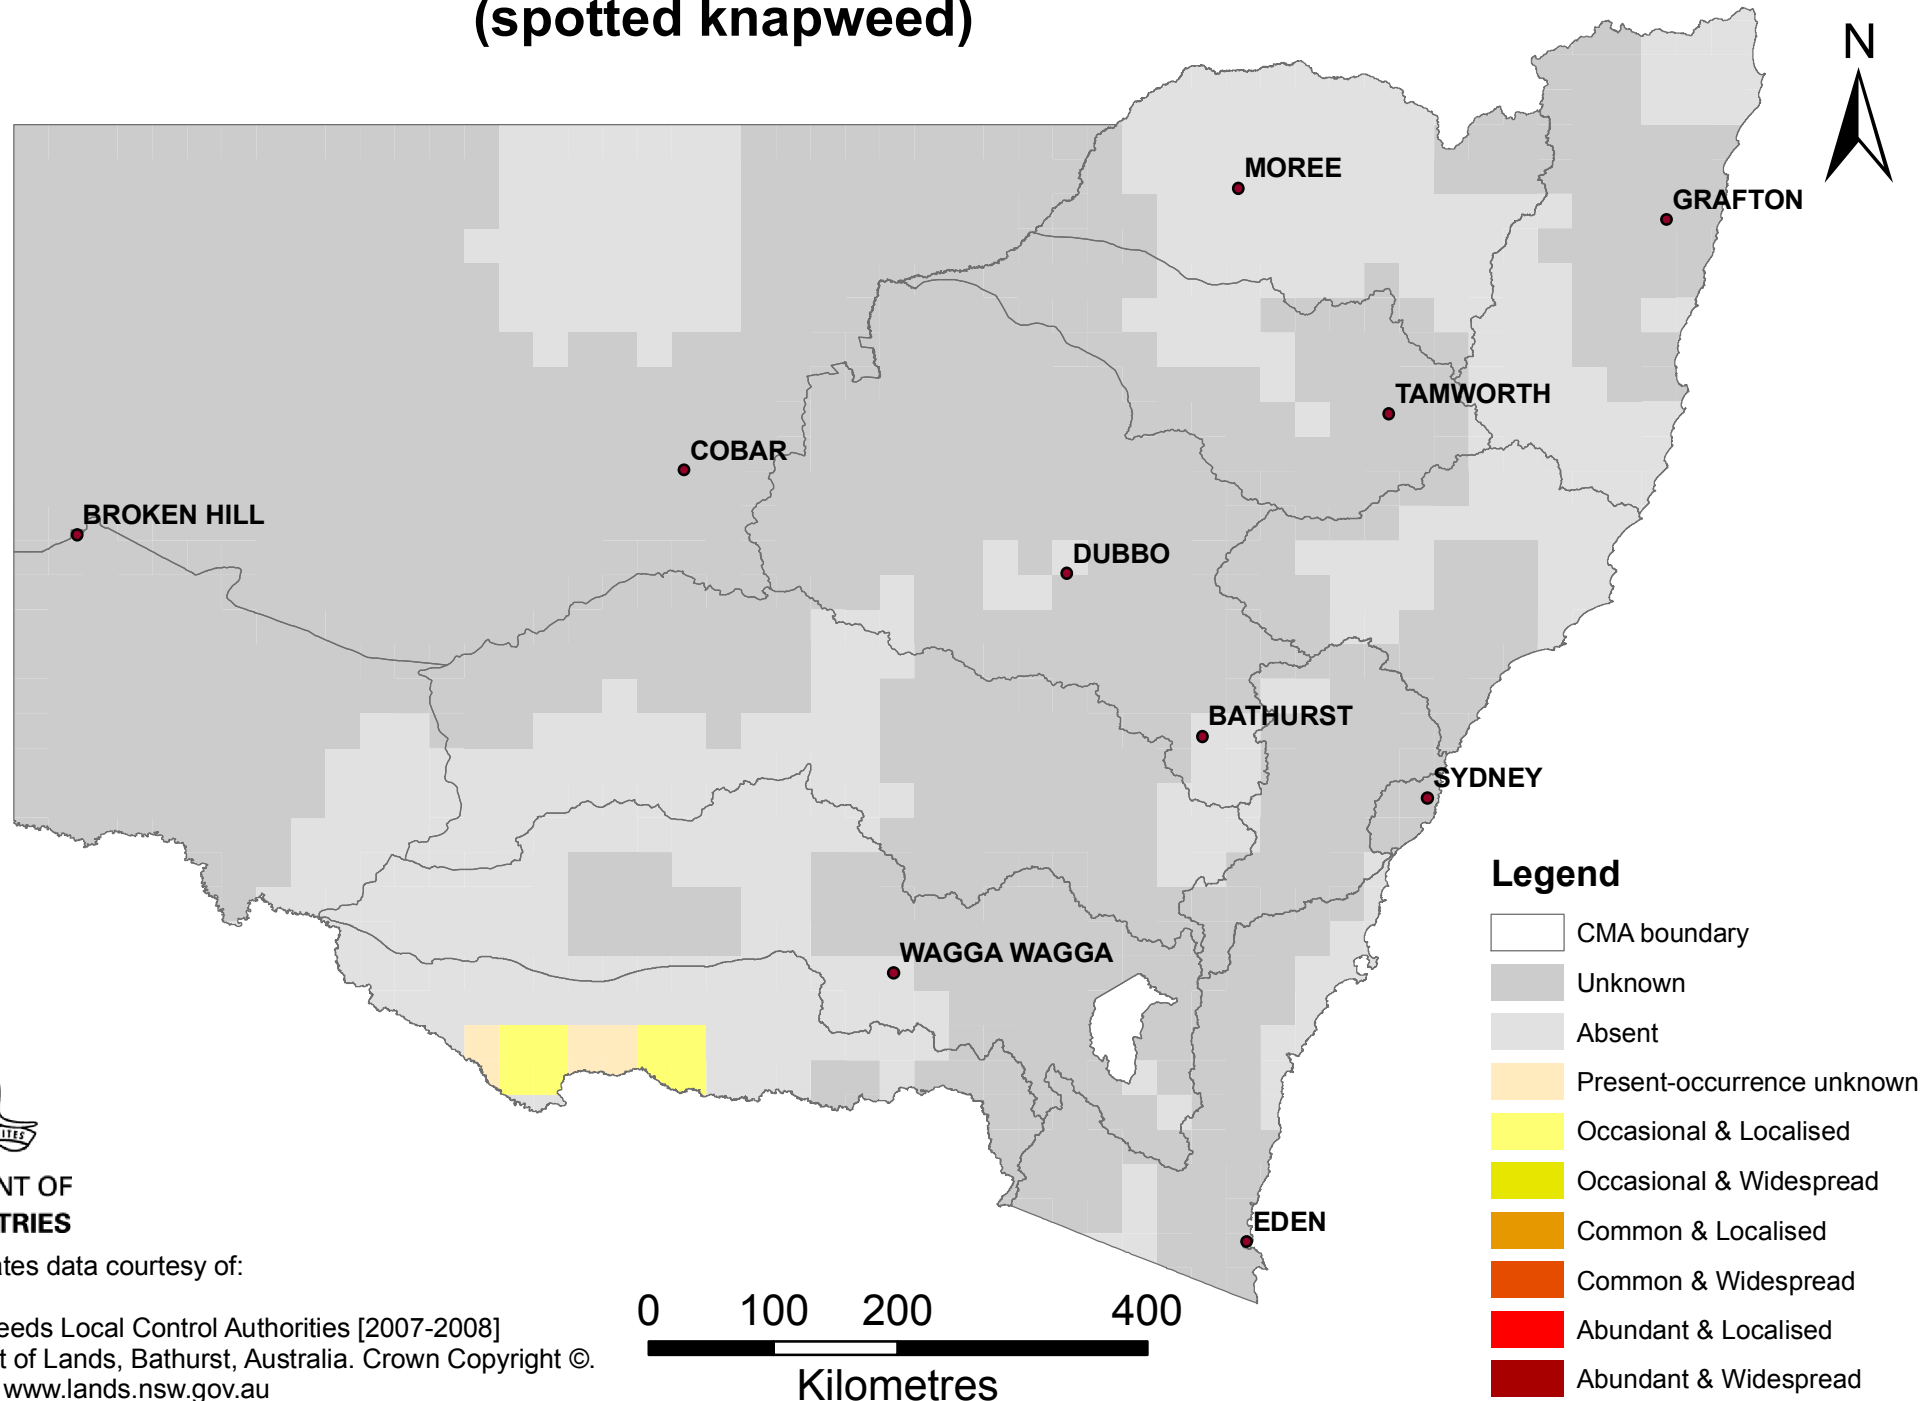 (spotted knapweed)
N
MOREE
GRAFTON
TAMWORTH
COBAR
BROKEN HILL
DUBBO
BATHURST
SYDNEY
WAGGA WAGGA
EDEN
Legend
CMA boundary
Unknown
Absent
Present-occurrence unknown
Occasional & Localised
Occasional & Widespread
Common & Localised
Common & Widespread
Abundant & Localised
Abundant & Widespread
ITES
NT OF
TRIES
ates data courtesy of:
eeds Local Control Authorities [2007-2008]
t of Lands, Bathurst, Australia. Crown Copyright ©.
www.lands.nsw.gov.au
0 100 200 400
Kilometres